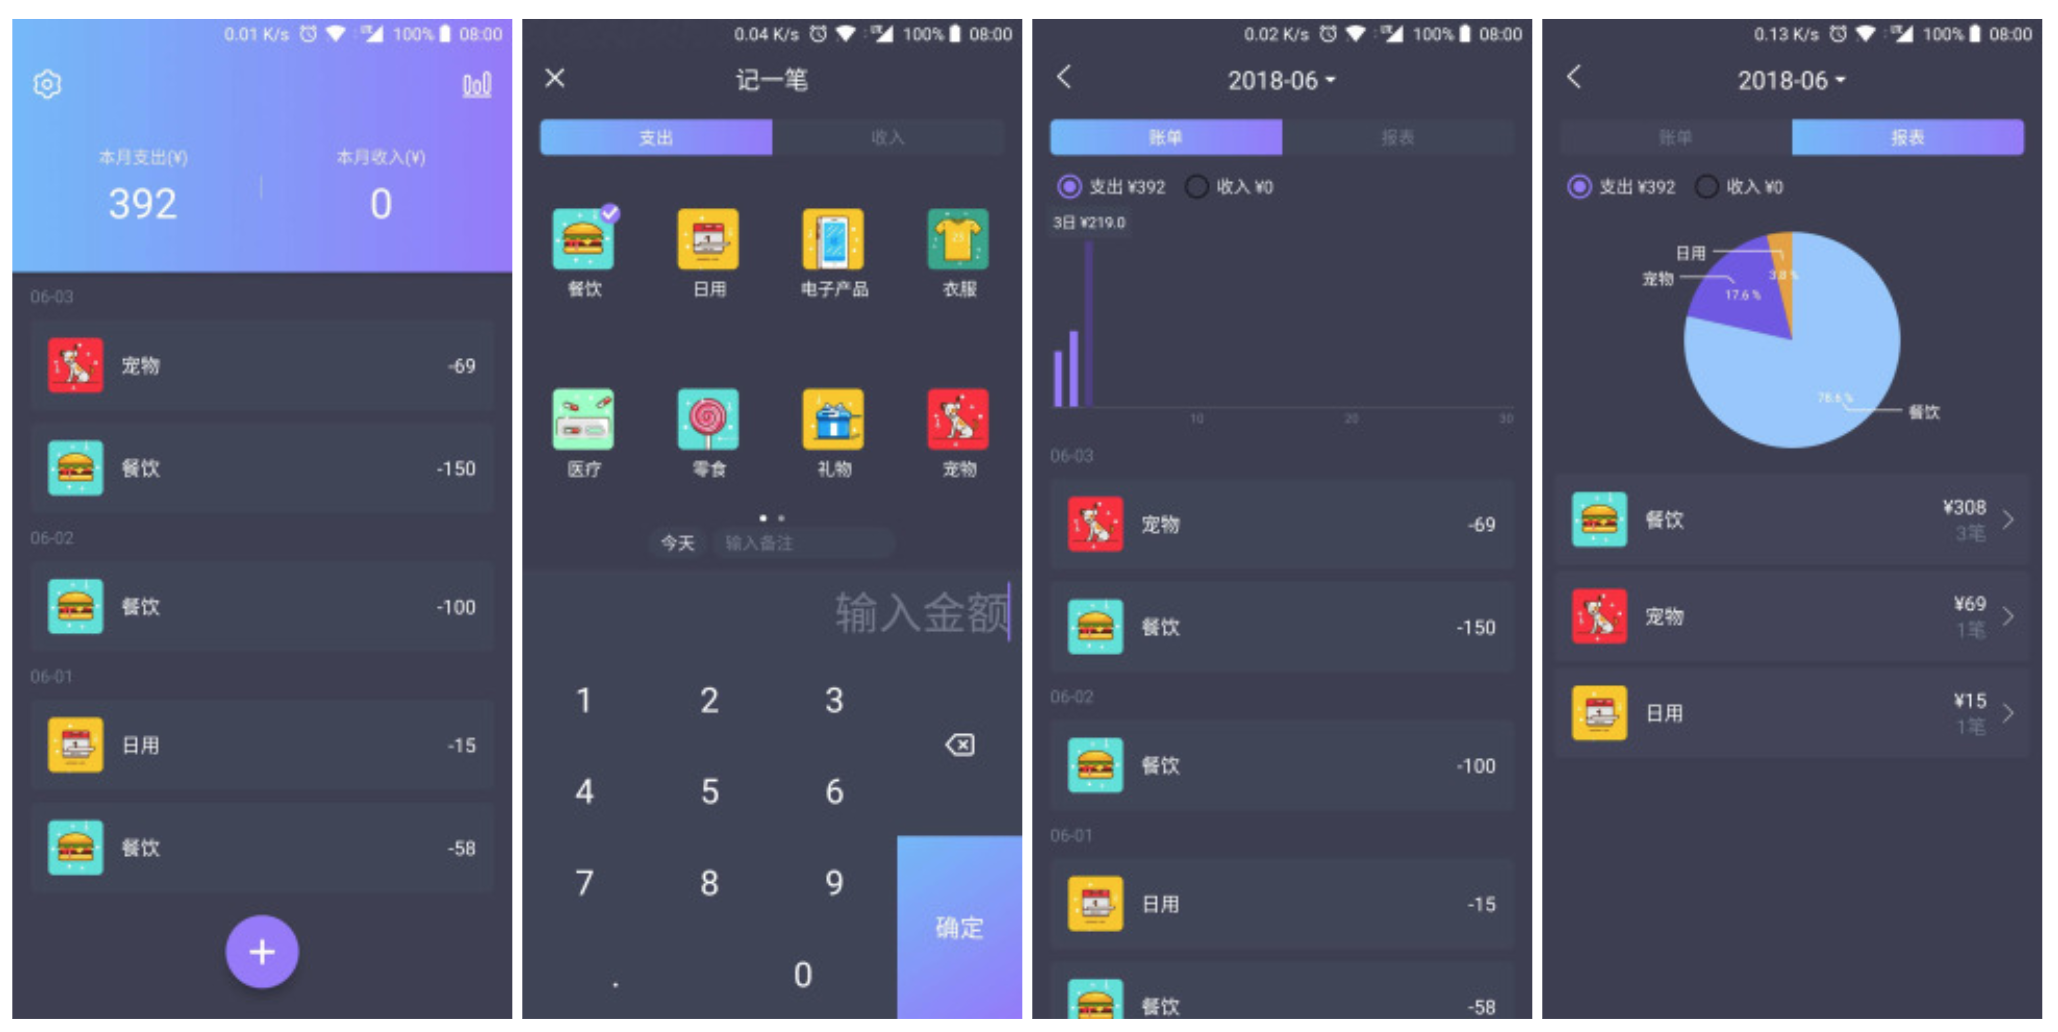 0.01 K/s 100% 08:00
本月支出(¥) 本月收入(¥)
392 0
06-03
宠物 -69
餐饮 -150
06-02
餐饮 -100
06-01
日用 -15
餐饮 -58
+
0.04 K/s 100% 08:00
记一笔
支出 收入
餐饮 日用 电子产品 衣服
医疗 零食 礼物 宠物
今天 输入备注
输入金额
1 2 3
4 5 6
7 8 9
确定
. 0
0.02 K/s 100% 08:00
2018-06
账单 报表
支出 ¥392 收入 ¥0
3日 ¥219.0
10 20 30
06-03
宠物 -69
餐饮 -150
06-02
餐饮 -100
06-01
日用 -15
餐饮 -58
0.13 K/s 100% 08:00
2018-06
账单 报表
支出 ¥392 收入 ¥0
日用
3.8 %
宠物
17.6 %
78.6 %
餐饮
餐饮 ¥308
3笔
宠物 ¥69
1笔
日用 ¥15
1笔